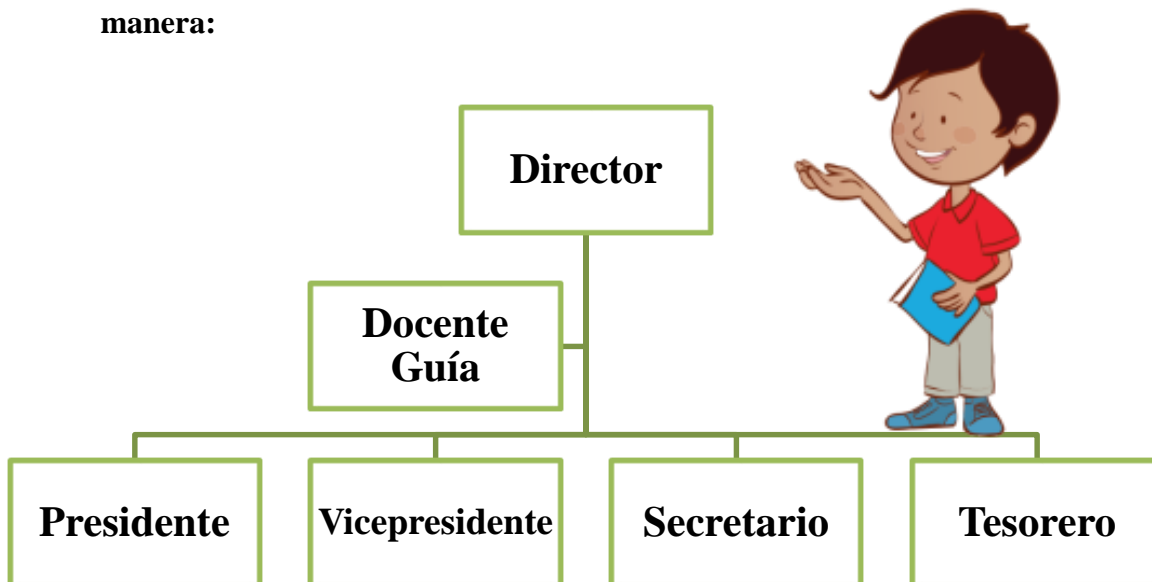 manera:
Director
Docente
Guía
Presidente
Vicepresidente
Secretario
Tesorero